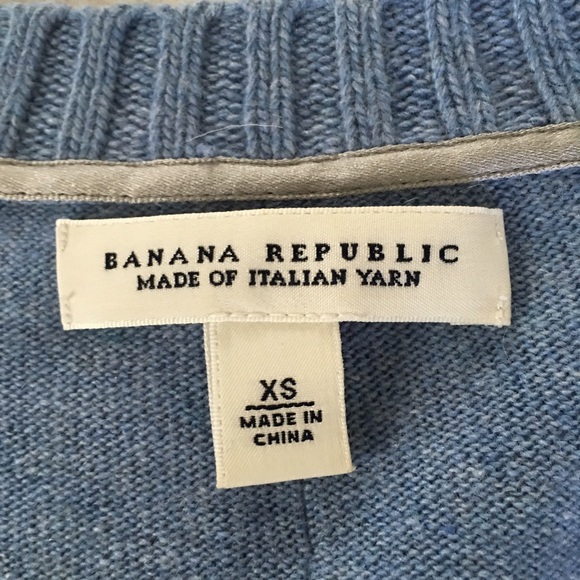 BANANA REPUBLIC
MADE OF ITALIAN YARN
XS
MADE IN
CHINA